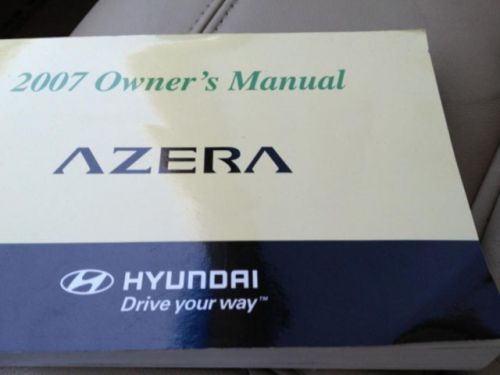 2007 Owner's Manual
AZERA
HYUNDAI
Drive your way™